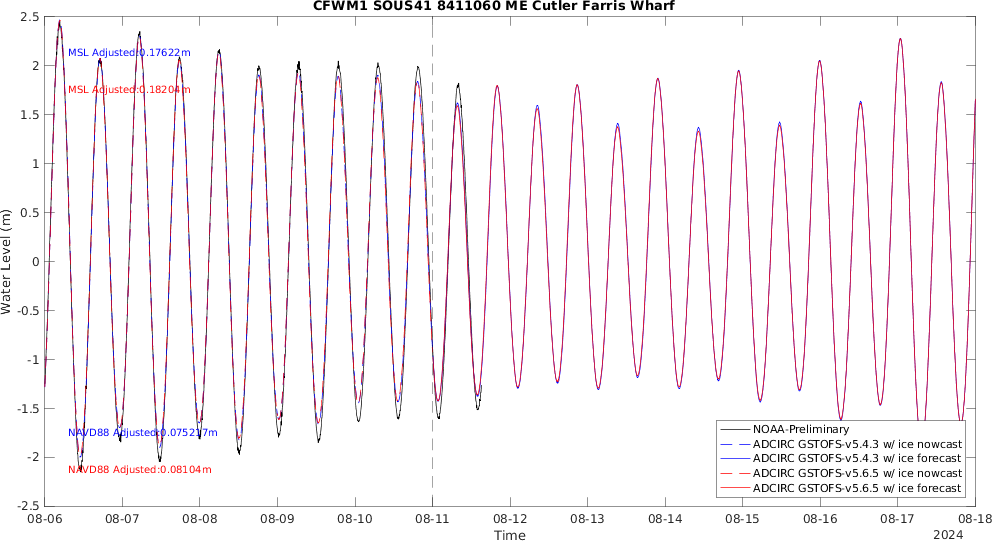 CFWM1 SOUS41 8411060 ME Cutler Farris Wharf
2.5
2
1.5
1
0.5
0
-0.5
-1
-1.5
-2
-2.5
Water Level (m)
MSL Adjusted:0.17622m
MSL Adjusted:0.18204m
NAVD88 Adjusted:0.075217m
NAVD88 Adjusted:0.08104m
NOAA-Preliminary
ADCIRC GSTOFS-v5.4.3 w/ ice nowcast
ADCIRC GSTOFS-v5.4.3 w/ ice forecast
ADCIRC GSTOFS-v5.6.5 w/ ice nowcast
ADCIRC GSTOFS-v5.6.5 w/ ice forecast
08-06 08-07 08-08 08-09 08-10 08-11 08-12 08-13 08-14 08-15 08-16 08-17 08-18
Time
2024